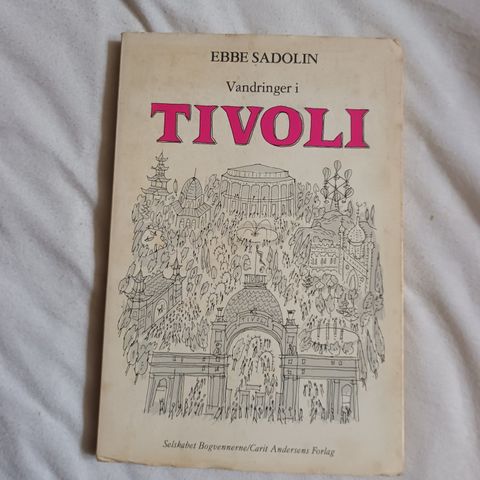 EBBE SADOLIN
Vandringer i
TIVOLI
Selskabet Bogvennerne/Carit Andersens Forlag